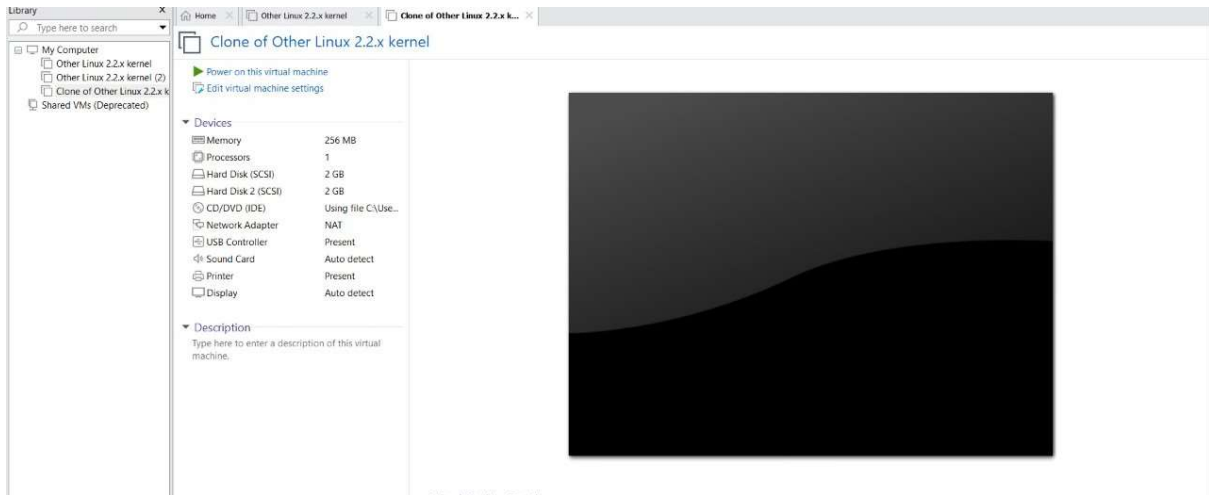 Library X
Type here to search
My Computer
Other Linux 2.2.x kernel
Other Linux 2.2.x kernel (2)
Clone of Other Linux 2.2.x k
Shared VMs (Deprecated)
Home Other Linux 2.2.x kernel Clone of Other Linux 2.2.x k...
Clone of Other Linux 2.2.x kernel
Power on this virtual machine
Edit virtual machine settings
Devices
Memory 256 MB
Processors 1
Hard Disk (SCSI) 2 GB
Hard Disk 2 (SCSI) 2 GB
CD/DVD (IDE) Using file C:\Use...
Network Adapter NAT
USB Controller Present
Sound Card Auto detect
Printer Present
Display Auto detect
Description
Type here to enter a description of this virtual
machine.